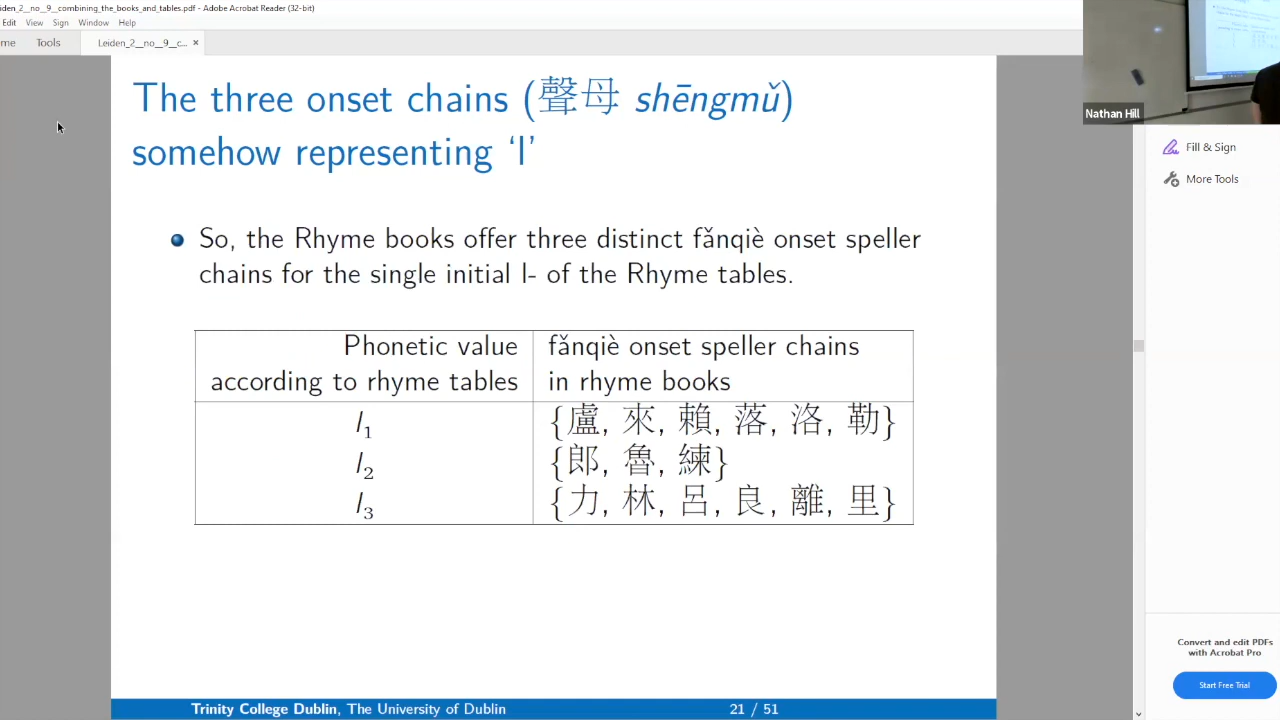 eiden_2__no__9__combining_the_books_and_tables.pdf - Adobe Acrobat Reader (32-bit)
Edit View Sign Window Help
me Tools Leiden_2__no__9__c... ×
The three onset chains (聲母 shēngmǔ)
somehow representing ‘l’
So, the Rhyme books offer three distinct fǎnqiè onset speller
chains for the single initial l- of the Rhyme tables.
Phonetic value fǎnqiè onset speller chains
according to rhyme tables in rhyme books
l1 {盧, 來, 賴, 落, 洛, 勒}
l2 {郎, 魯, 練}
l3 {力, 林, 呂, 良, 離, 里}
Trinity College Dublin, The University of Dublin 21 / 51
Nathan Hill
Fill & Sign
More Tools
Convert and edit PDFs
with Acrobat Pro
Start Free Trial